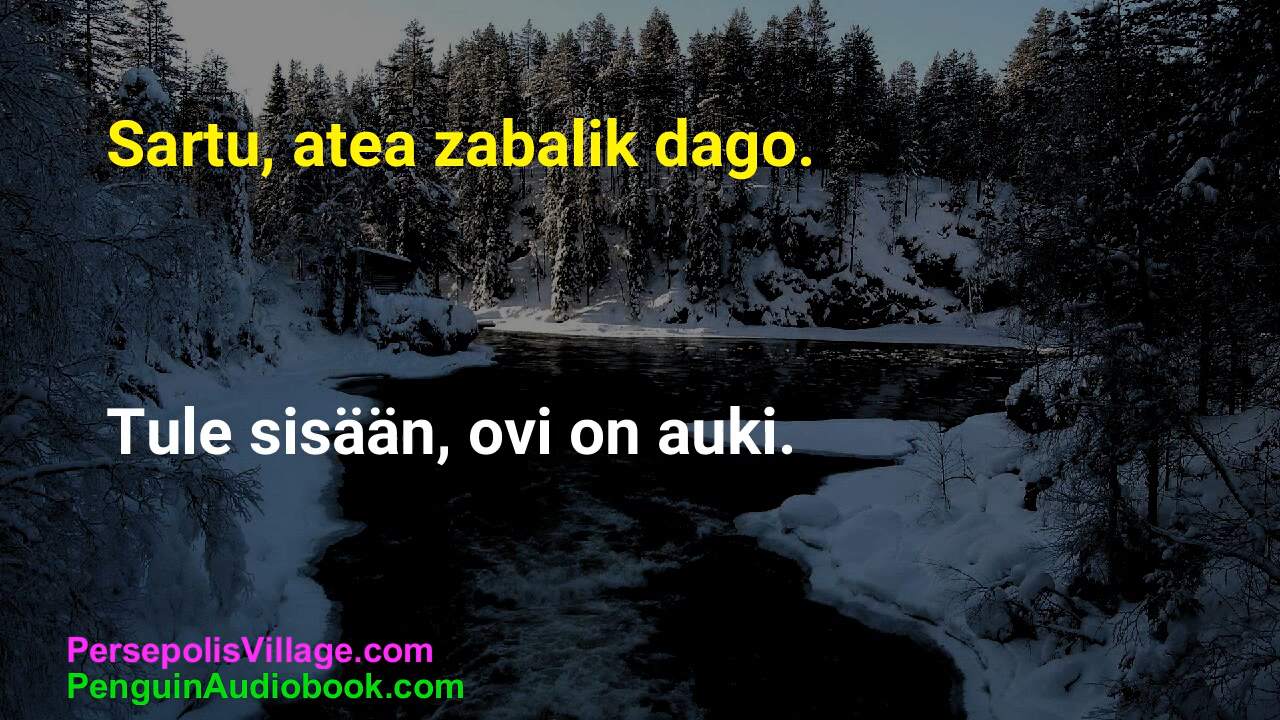 Sartu, atea zabalik dago.
Tule sisään, ovi on auki.
PersepolisVillage.com
PenguinAudiobook.com